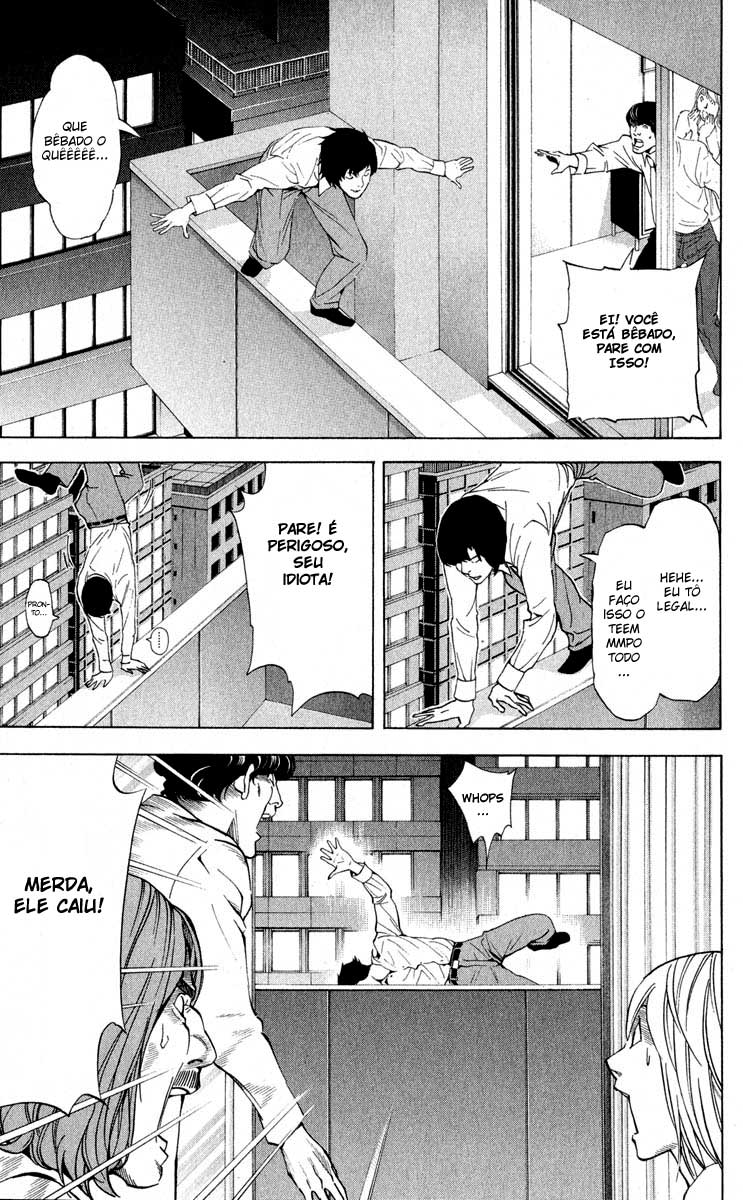 EI! VOCÊ
ESTÁ BÊBADO,
PARE COM
ISSO!
QUE
BÊBADO O
QUÊÊÊÊÊ...
HEHE...
EU TÔ
LEGAL...
EU
FAÇO
ISSO O
TEEM
MMPO
TODO
...
PARE! É
PERIGOSO,
SEU
IDIOTA!
......
PRON-
TO...
WHOPS
...
MERDA,
ELE CAIU!